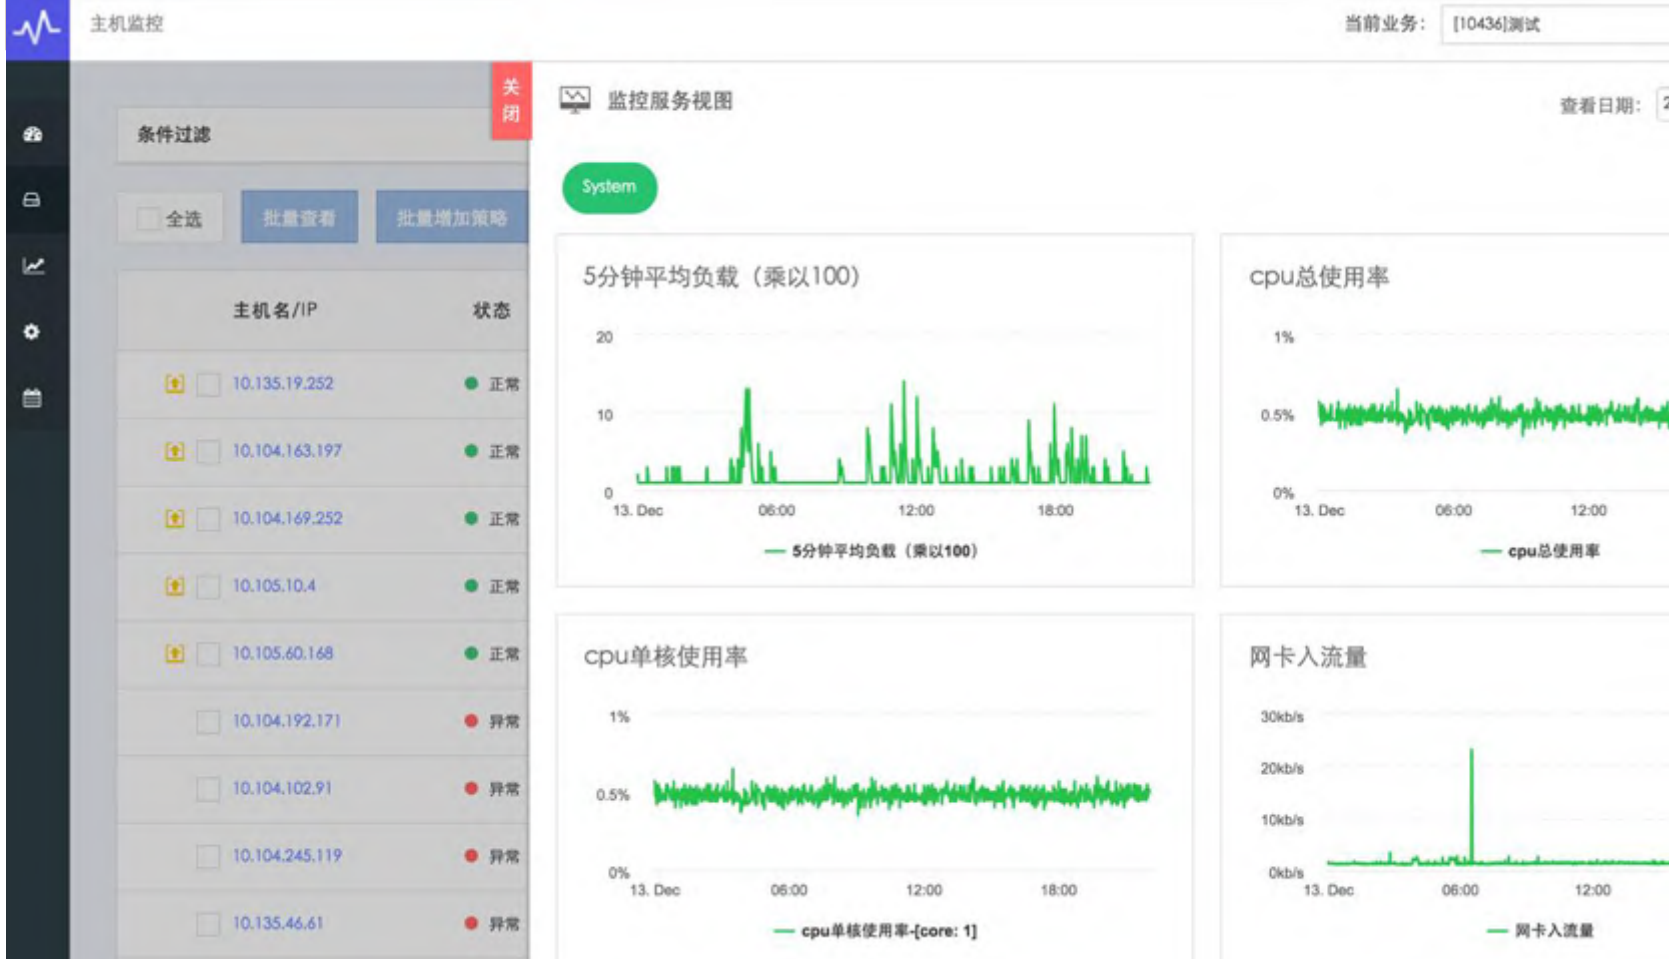 主机监控
当前业务： [10436]测试
关闭
条件过滤
全选 批量查看 批量增加策略
主机名/IP 状态
10.135.19.252 正常
10.104.163.197 正常
10.104.169.252 正常
10.105.10.4 正常
10.105.60.168 正常
10.104.192.171 异常
10.104.102.91 异常
10.104.245.119 异常
10.135.46.61 异常
监控服务视图
查看日期： 2
System
5分钟平均负载（乘以100）
20
10
0
13. Dec 06:00 12:00 18:00
5分钟平均负载（乘以100）
cpu总使用率
1%
0.5%
0%
13. Dec 06:00 12:00
cpu总使用率
cpu单核使用率
1%
0.5%
0%
13. Dec 06:00 12:00 18:00
cpu单核使用率-[core: 1]
网卡入流量
30kb/s
20kb/s
10kb/s
0kb/s
13. Dec 06:00 12:00
网卡入流量